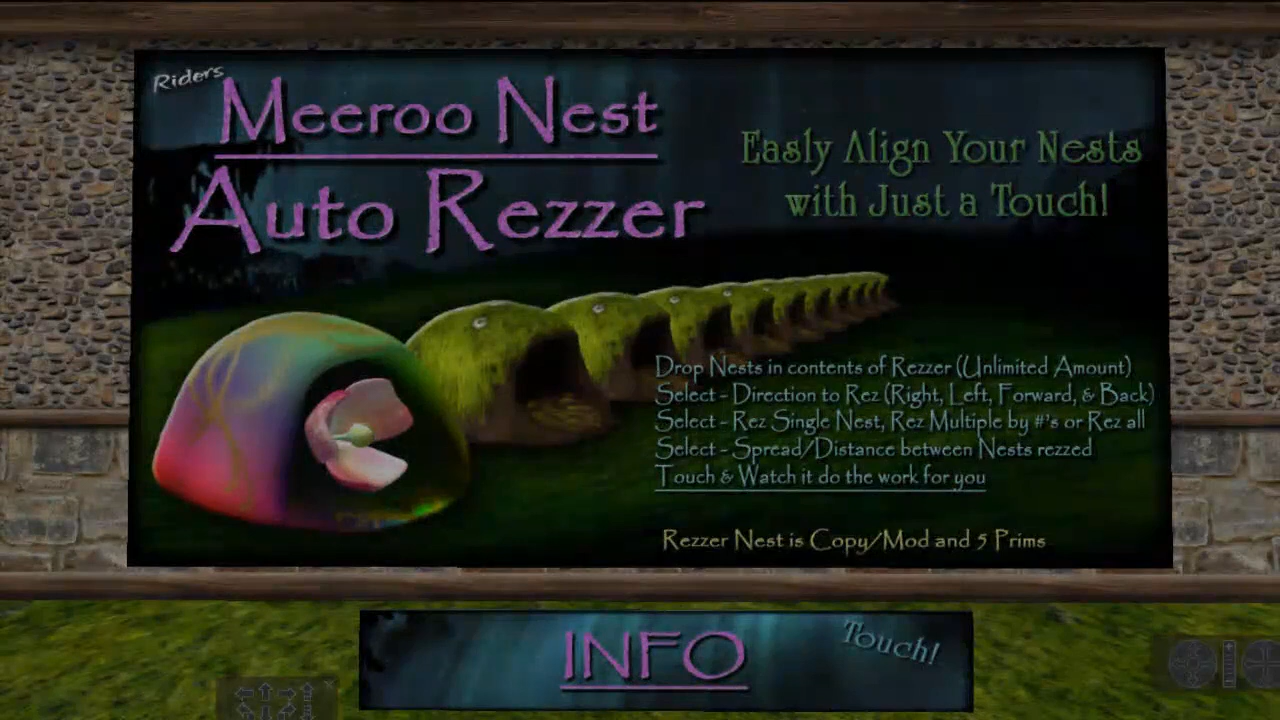 Riders
Meeroo Nest
Auto Rezzer
Easly Align Your Nests
with Just a Touch!
Drop Nests in contents of Rezzer (Unlimited Amount)
Select - Direction to Rez (Right, Left, Forward, & Back)
Select - Rez Single Nest, Rez Multiple by #'s or Rez all
Select - Spread/Distance between Nests rezzed
Touch & Watch it do the work for you
Rezzer Nest is Copy/Mod and 5 Prims
INFO
Touch!